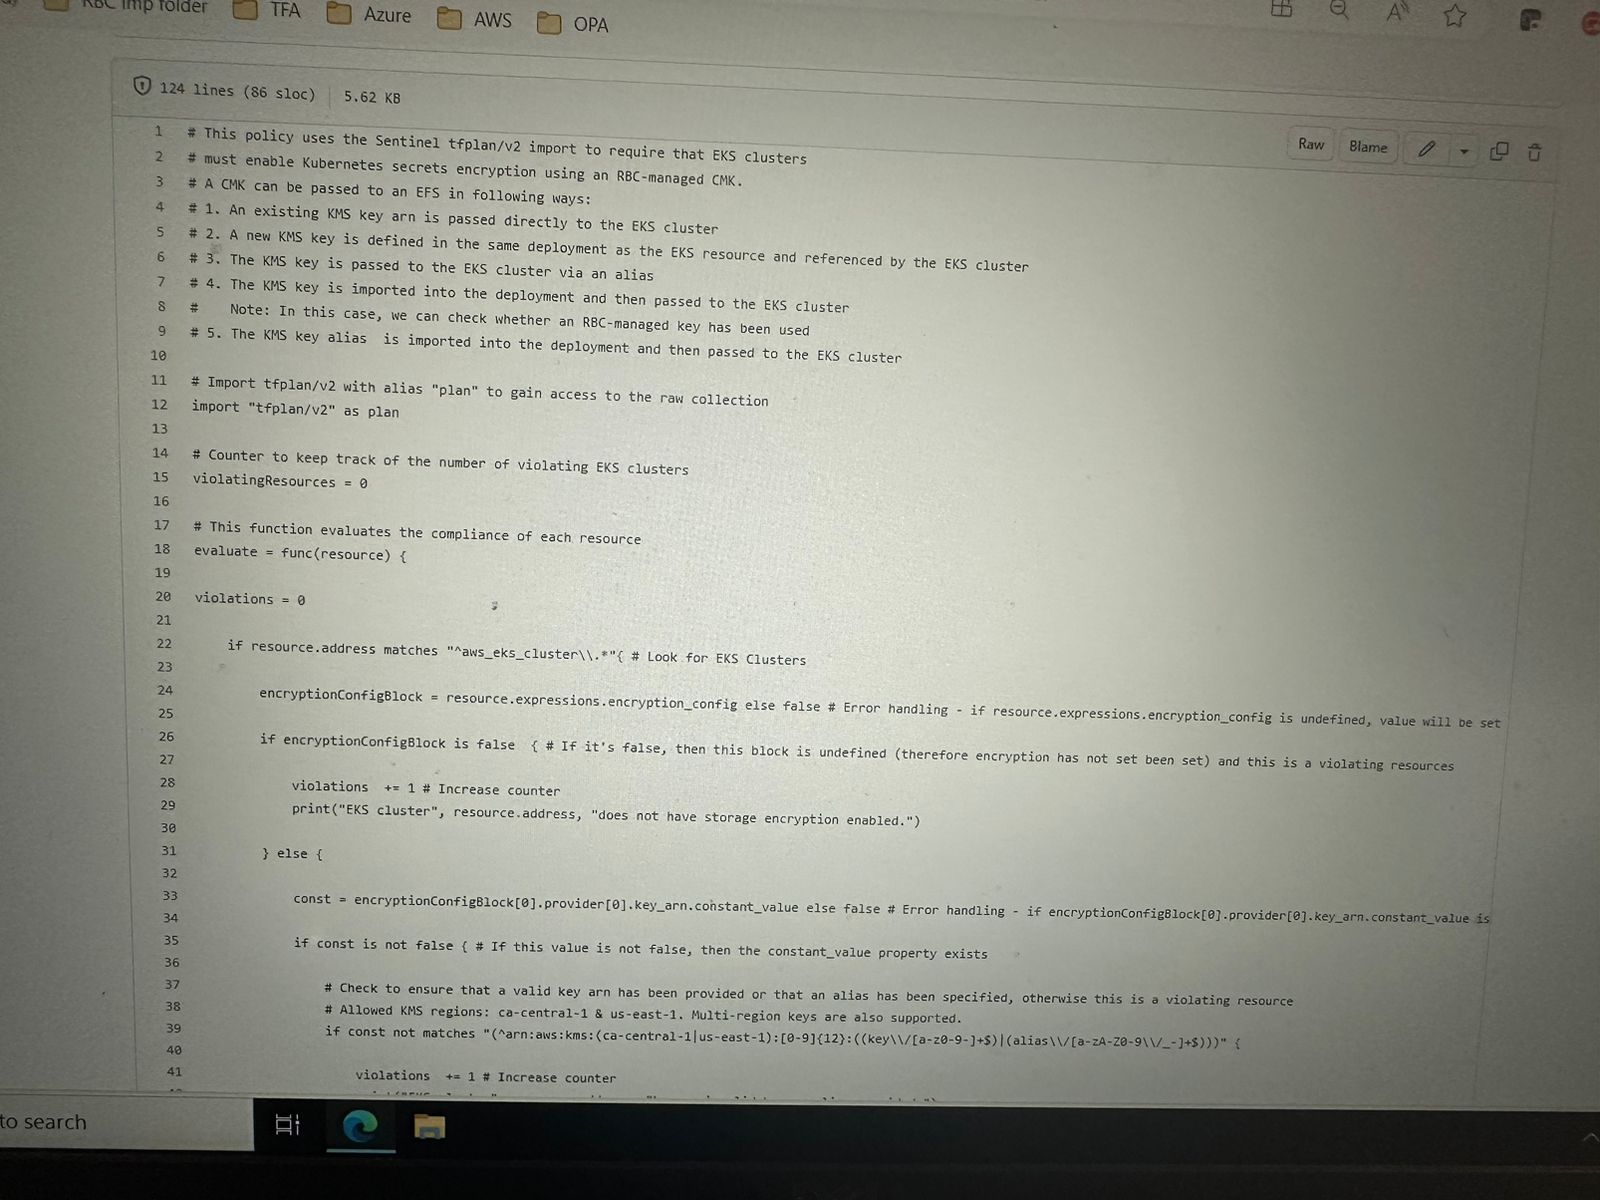 RBC imp folder
TFA
Azure
AWS
OPA
124 lines (86 sloc) 5.62 KB
Raw Blame
1 # This policy uses the Sentinel tfplan/v2 import to require that EKS clusters
2 # must enable Kubernetes secrets encryption using an RBC-managed CMK.
3 # A CMK can be passed to an EFS in following ways:
4 # 1. An existing KMS key arn is passed directly to the EKS cluster
5 # 2. A new KMS key is defined in the same deployment as the EKS resource and referenced by the EKS cluster
6 # 3. The KMS key is passed to the EKS cluster via an alias
7 # 4. The KMS key is imported into the deployment and then passed to the EKS cluster
8 #    Note: In this case, we can check whether an RBC-managed key has been used
9 # 5. The KMS key alias  is imported into the deployment and then passed to the EKS cluster
10
11 # Import tfplan/v2 with alias "plan" to gain access to the raw collection
12 import "tfplan/v2" as plan
13
14 # Counter to keep track of the number of violating EKS clusters
15 violatingResources = 0
16
17 # This function evaluates the compliance of each resource
18 evaluate = func(resource) {
19
20 violations = 0
21
22     if resource.address matches "^aws_eks_cluster\\.*"{ # Look for EKS Clusters
23
24         encryptionConfigBlock = resource.expressions.encryption_config else false # Error handling - if resource.expressions.encryption_config is undefined, value will be set
25
26         if encryptionConfigBlock is false  { # If it's false, then this block is undefined (therefore encryption has not set been set) and this is a violating resources
27
28             violations  += 1 # Increase counter
29             print("EKS cluster", resource.address, "does not have storage encryption enabled.")
30
31         } else {
32
33             const = encryptionConfigBlock[0].provider[0].key_arn.constant_value else false # Error handling - if encryptionConfigBlock[0].provider[0].key_arn.constant_value is
34
35             if const is not false { # If this value is not false, then the constant_value property exists
36
37                 # Check to ensure that a valid key arn has been provided or that an alias has been specified, otherwise this is a violating resource
38                 # Allowed KMS regions: ca-central-1 & us-east-1. Multi-region keys are also supported.
39                 if const not matches "(^arn:aws:kms:(ca-central-1|us-east-1):[0-9]{12}:((key\\/[a-z0-9-]+$)|(alias\\/[a-zA-Z0-9\\/_-]+$)))" {
40
41                     violations  += 1 # Increase counter
to search